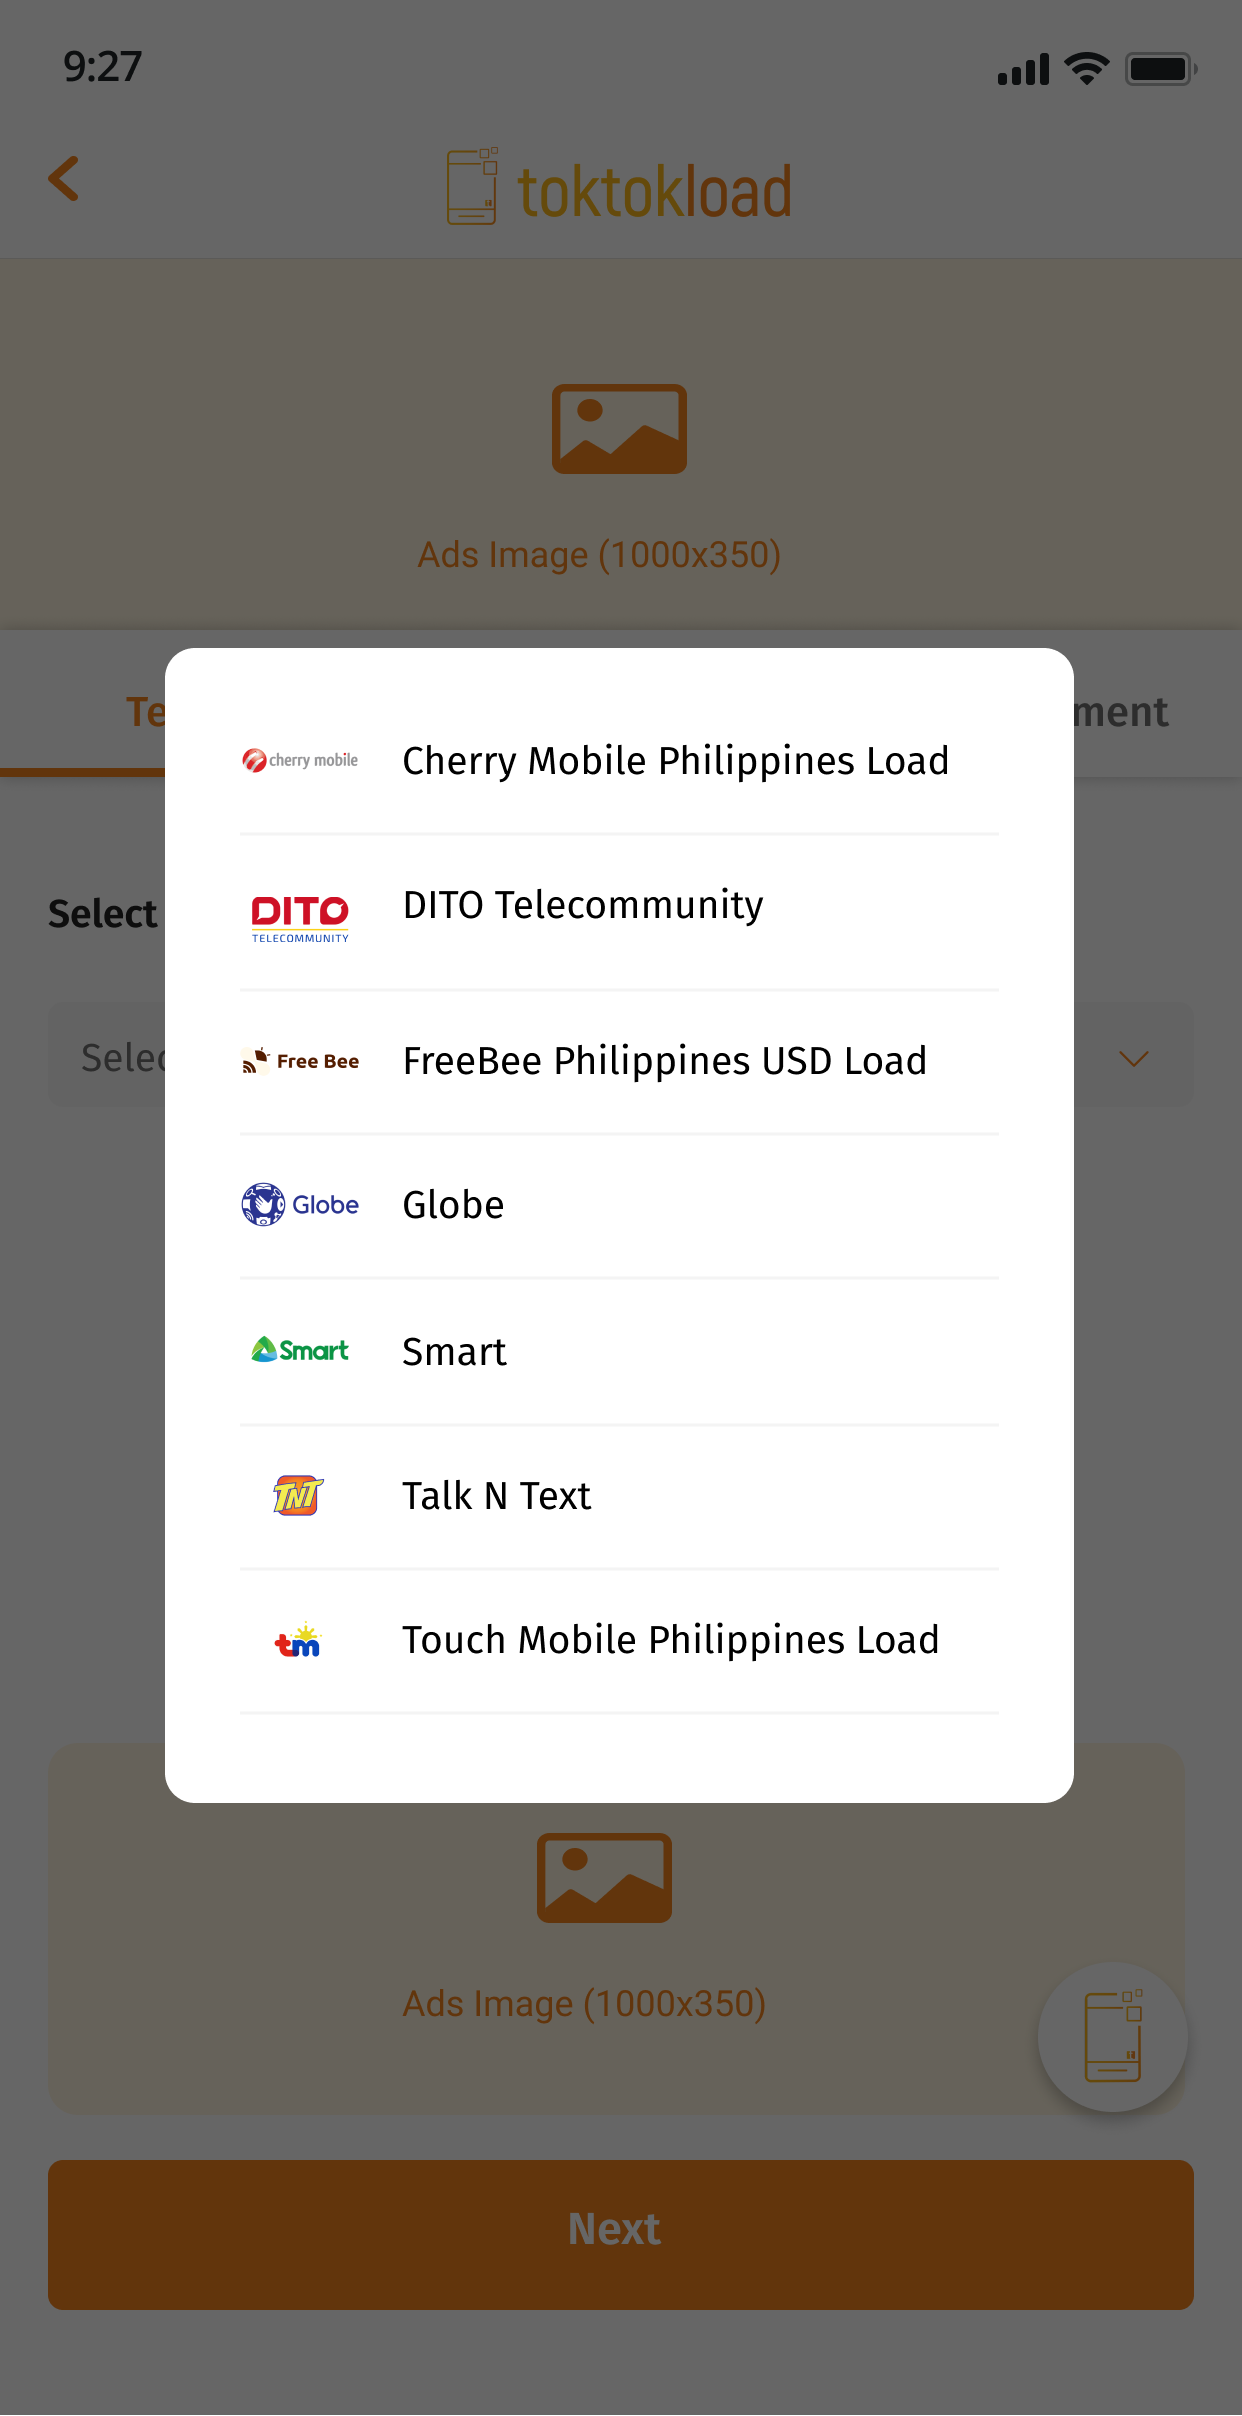 9:27
toktokload
Ads Image (1000x350)
Te
ment
cherry mobile
Cherry Mobile Philippines Load
DITO
TELECOMMUNITY
DITO Telecommunity
Select
Selec
Free Bee
FreeBee Philippines USD Load
Globe
Globe
Smart
Smart
TNT
Talk N Text
tm
Touch Mobile Philippines Load
Ads Image (1000x350)
Next